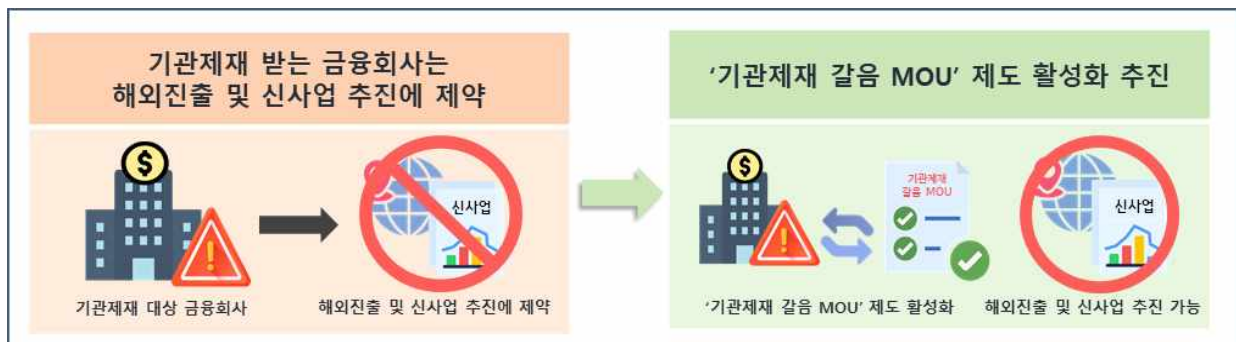 기관제재 받는 금융회사는
해외진출 및 신사업 추진에 제약
$
신사업
!
기관제재 대상 금융회사
해외진출 및 신사업 추진에 제약
‘기관제재 갈음 MOU’ 제도 활성화 추진
$
기관제재
갈음 MOU
신사업
!
‘기관제재 갈음 MOU’ 제도 활성화
해외진출 및 신사업 추진 가능